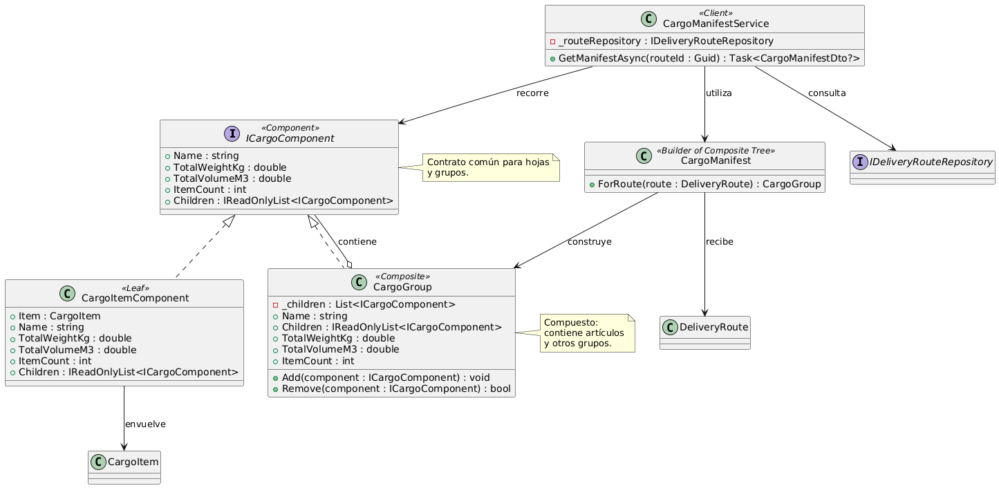 «Client»
C CargoManifestService
_routeRepository : IDeliveryRouteRepository
GetManifestAsync(routeId : Guid) : Task<CargoManifestDto?>
recorre
utiliza
consulta
«Component»
I ICargoComponent
Name : string
TotalWeightKg : double
TotalVolumeM3 : double
ItemCount : int
Children : IReadOnlyList<ICargoComponent>
Contrato común para hojas
y grupos.
«Builder of Composite Tree»
C CargoManifest
ForRoute(route : DeliveryRoute) : CargoGroup
I IDeliveryRouteRepository
contiene
construye
recibe
«Leaf»
C CargoItemComponent
Item : CargoItem
Name : string
TotalWeightKg : double
TotalVolumeM3 : double
ItemCount : int
Children : IReadOnlyList<ICargoComponent>
«Composite»
C CargoGroup
_children : List<ICargoComponent>
Name : string
Children : IReadOnlyList<ICargoComponent>
TotalWeightKg : double
TotalVolumeM3 : double
ItemCount : int
Add(component : ICargoComponent) : void
Remove(component : ICargoComponent) : bool
Compuesto:
contiene artículos
y otros grupos.
C DeliveryRoute
envuelve
C CargoItem